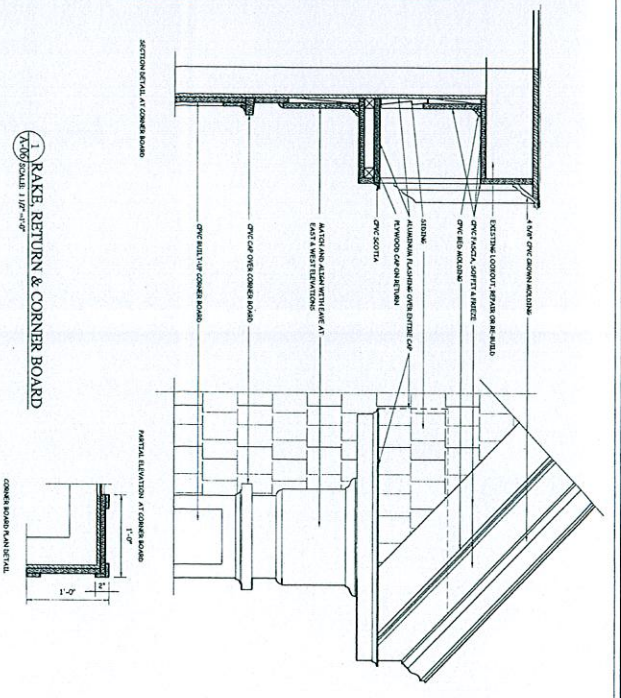 4 5/8" CPVC CROWN MOLDING
EXISTING LOOKOUT, REPAIR OR RE-BUILD
CPVC FASCIA, SOFFIT & FREEZE
CPVC BED MOLDING
SIDING
ALUMINUM FLASHING OVER ENTIRE CAP
PLYWOOD CAP ON RETURN
CPVC SCOTIA
MATCH AND ALIGN WITH EAVE AT
EAST & WEST ELEVATIONS
CPVC CAP OVER CORNER BOARD
CPVC BUILT-UP CORNER BOARD
SECTION DETAIL AT CORNER BOARD
PARTIAL ELEVATION AT CORNER BOARD
1'-0"
2"
1'-0"
CORNER BOARD PLAN DETAIL
1 RAKE, RETURN & CORNER BOARD
A-06 SCALE: 1 1/2"=1'-0"